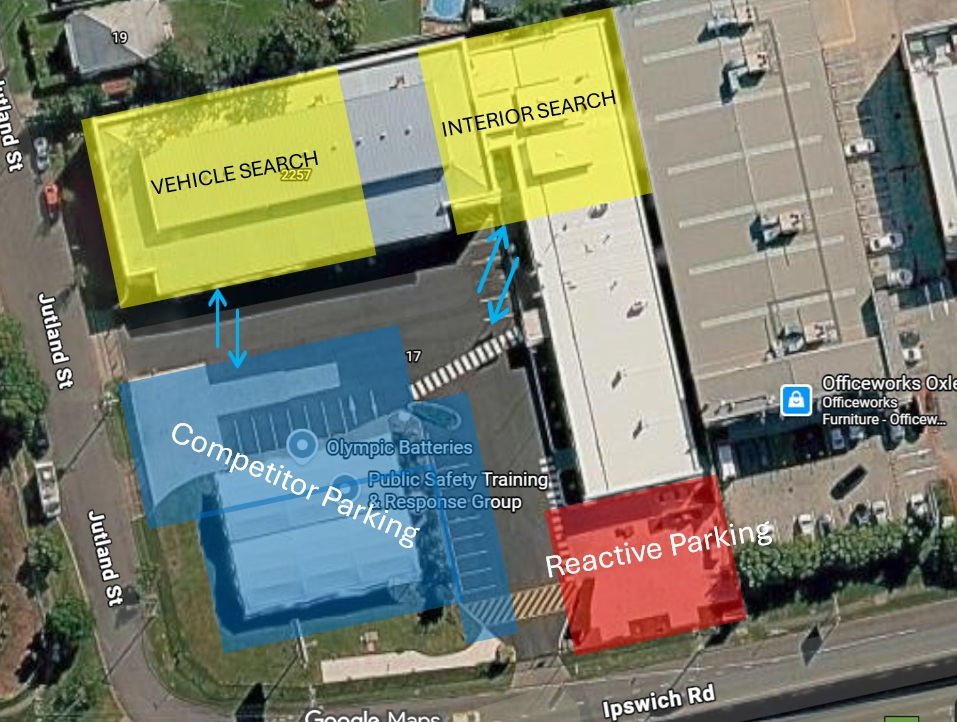 19
Jutland St
INTERIOR SEARCH
VEHICLE SEARCH
2257
Jutland St
17
Officeworks Oxle
Officeworks
Furniture - Officew...
Competitor Parking
Olympic Batteries
Public Safety Training
& Response Group
Jutland St
Reactive Parking
Ipswich Rd
Google Maps